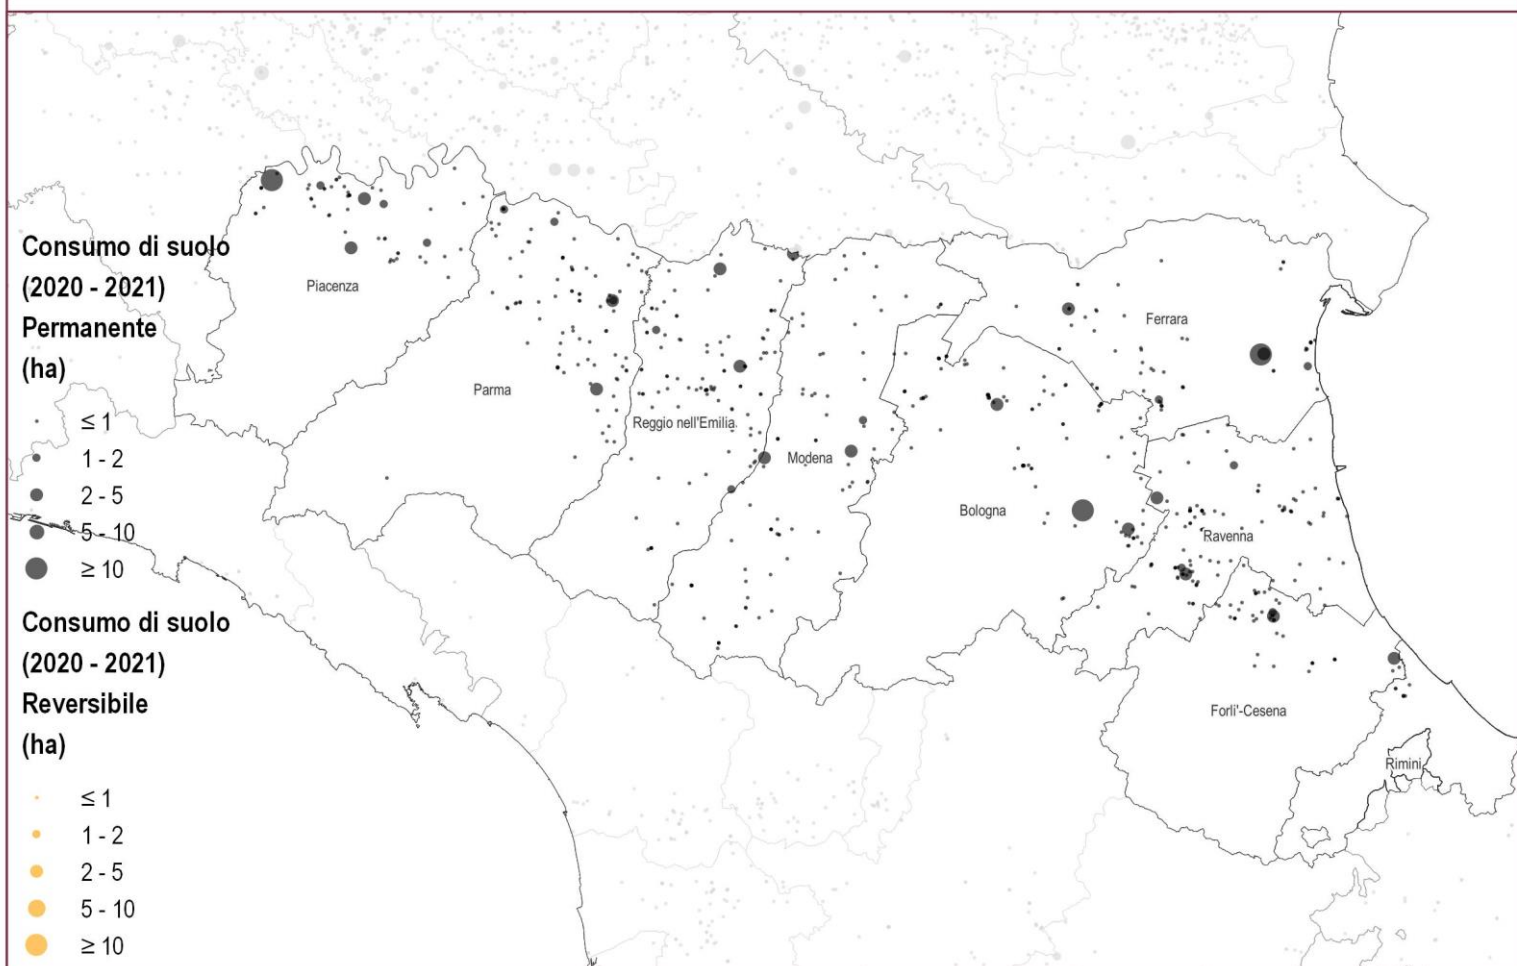 Consumo di suolo
(2020 - 2021)
Permanente
(ha)
≤ 1
1 - 2
2 - 5
5 - 10
≥ 10
Consumo di suolo
(2020 - 2021)
Reversibile
(ha)
≤ 1
1 - 2
2 - 5
5 - 10
≥ 10
Piacenza
Parma
Reggio nell'Emilia
Modena
Bologna
Ferrara
Ravenna
Forli'-Cesena
Rimini